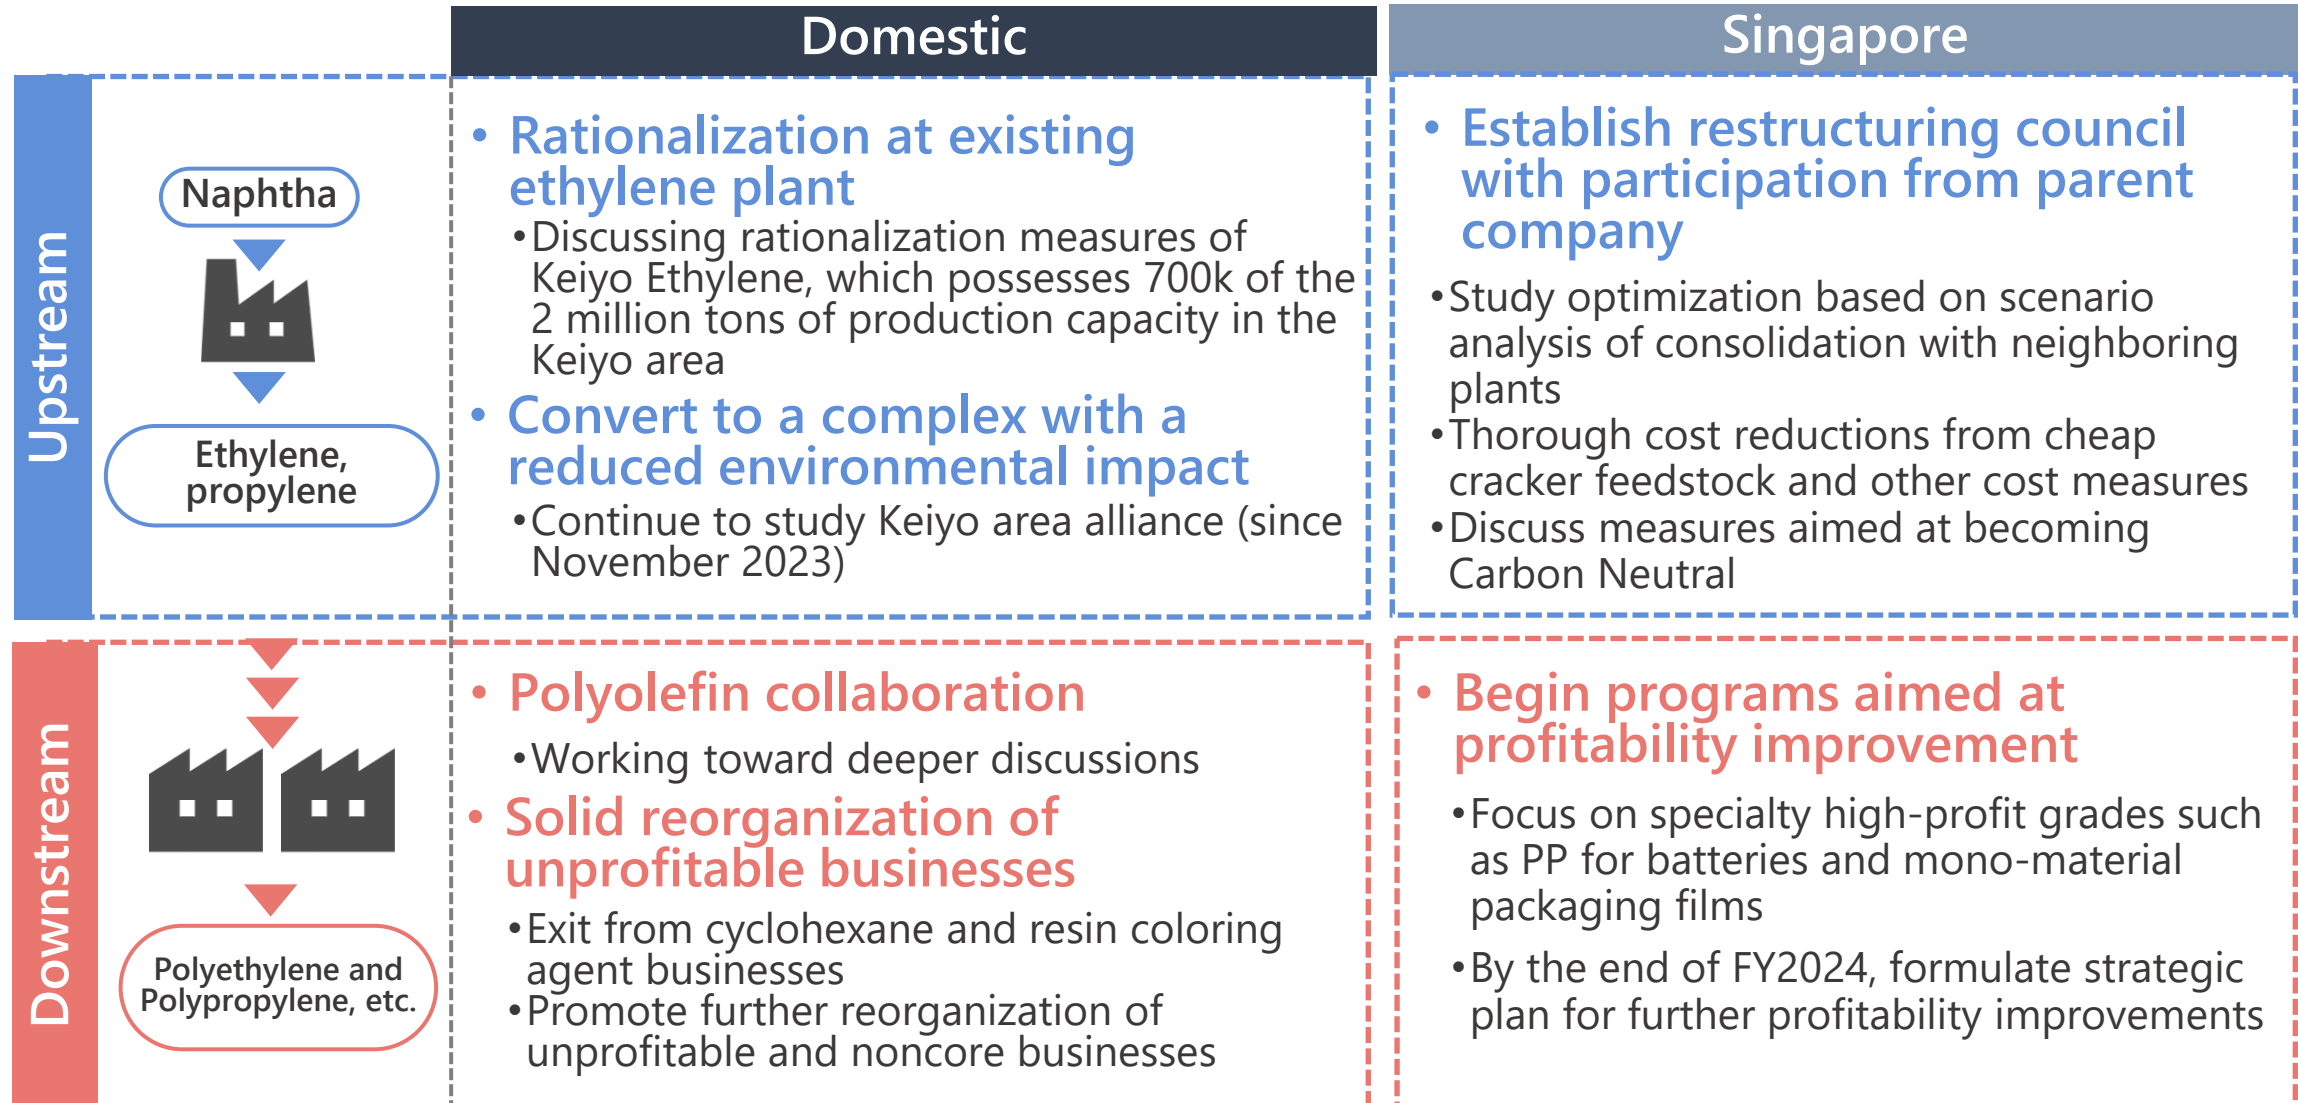 Domestic
Singapore
Upstream
Naphtha
Ethylene,
propylene
• Rationalization at existing
ethylene plant
•Discussing rationalization measures of
Keiyo Ethylene, which possesses 700k of the
2 million tons of production capacity in the
Keiyo area
• Convert to a complex with a
reduced environmental impact
•Continue to study Keiyo area alliance (since
November 2023)
• Establish restructuring council
with participation from parent
company
•Study optimization based on scenario
analysis of consolidation with neighboring
plants
•Thorough cost reductions from cheap
cracker feedstock and other cost measures
•Discuss measures aimed at becoming
Carbon Neutral
Downstream
Polyethylene and
Polypropylene, etc.
• Polyolefin collaboration
•Working toward deeper discussions
• Solid reorganization of
unprofitable businesses
•Exit from cyclohexane and resin coloring
agent businesses
•Promote further reorganization of
unprofitable and noncore businesses
• Begin programs aimed at
profitability improvement
•Focus on specialty high-profit grades such
as PP for batteries and mono-material
packaging films
•By the end of FY2024, formulate strategic
plan for further profitability improvements